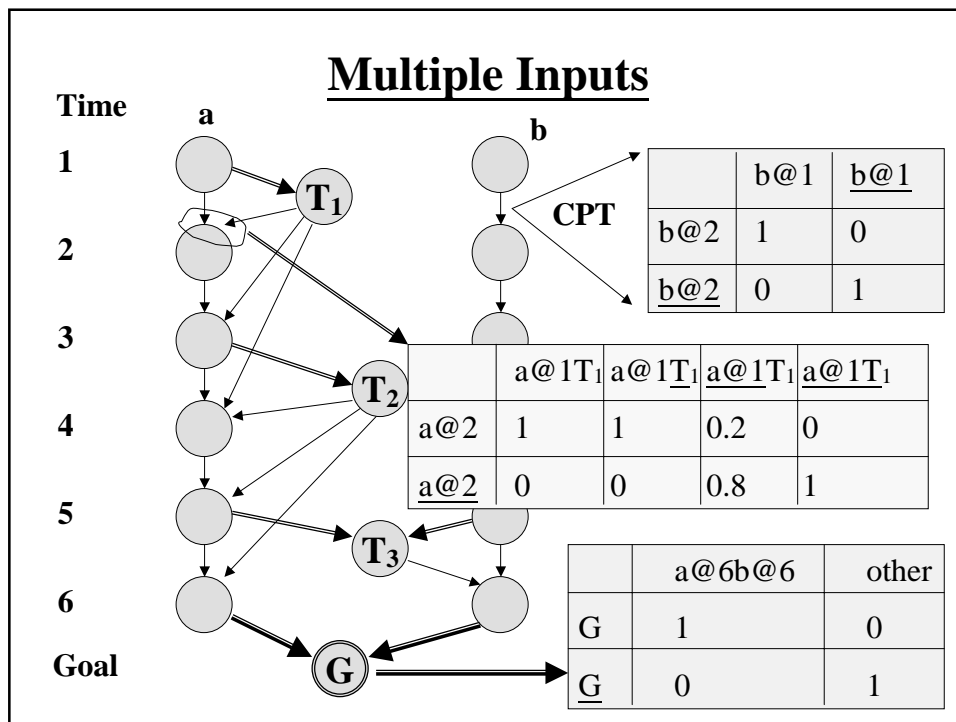 Multiple Inputs
Time
a
b
1
T1
CPT
b@1 b@1
b@2 1 0
b@2 0 1
2
3
a@1T1 a@1T1 a@1T1 a@1T1
a@2 1 1 0.2 0
a@2 0 0 0.8 1
T2
4
5
T3
a@6b@6 other
G 1 0
G 0 1
6
Goal
G